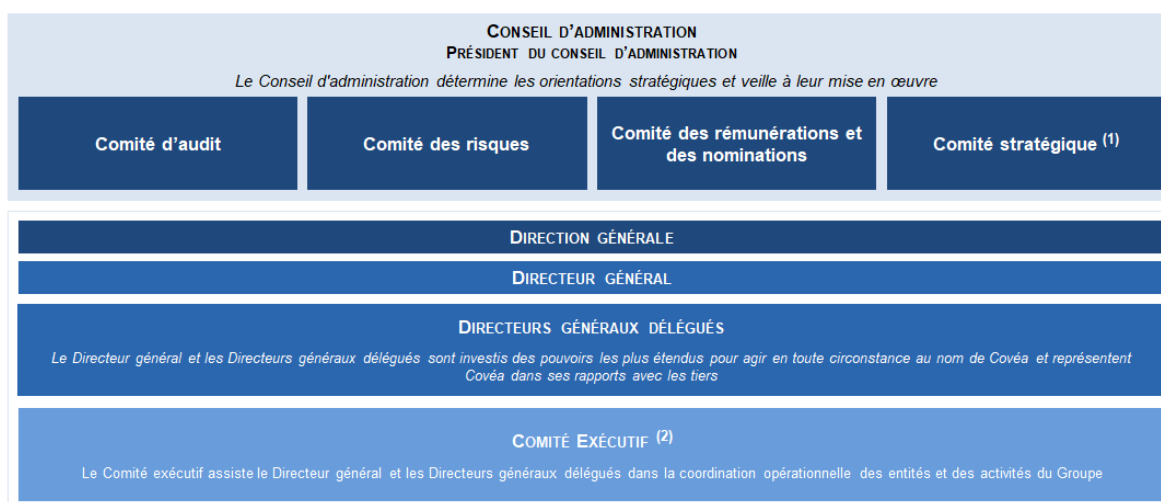 CONSEIL D'ADMINISTRATION
PRÉSIDENT DU CONSEIL D'ADMINISTRATION
Le Conseil d'administration détermine les orientations stratégiques et veille à leur mise en œuvre
Comité d'audit
Comité des risques
Comité des rémunérations et
des nominations
Comité stratégique (1)
DIRECTION GÉNÉRALE
DIRECTEUR GÉNÉRAL
DIRECTEURS GÉNÉRAUX DÉLÉGUÉS
Le Directeur général et les Directeurs généraux délégués sont investis des pouvoirs les plus étendus pour agir en toute circonstance au nom de Covéa et représentent
Covéa dans ses rapports avec les tiers
COMITÉ EXÉCUTIF (2)
Le Comité exécutif assiste le Directeur général et les Directeurs généraux délégués dans la coordination opérationnelle des entités et des activités du Groupe